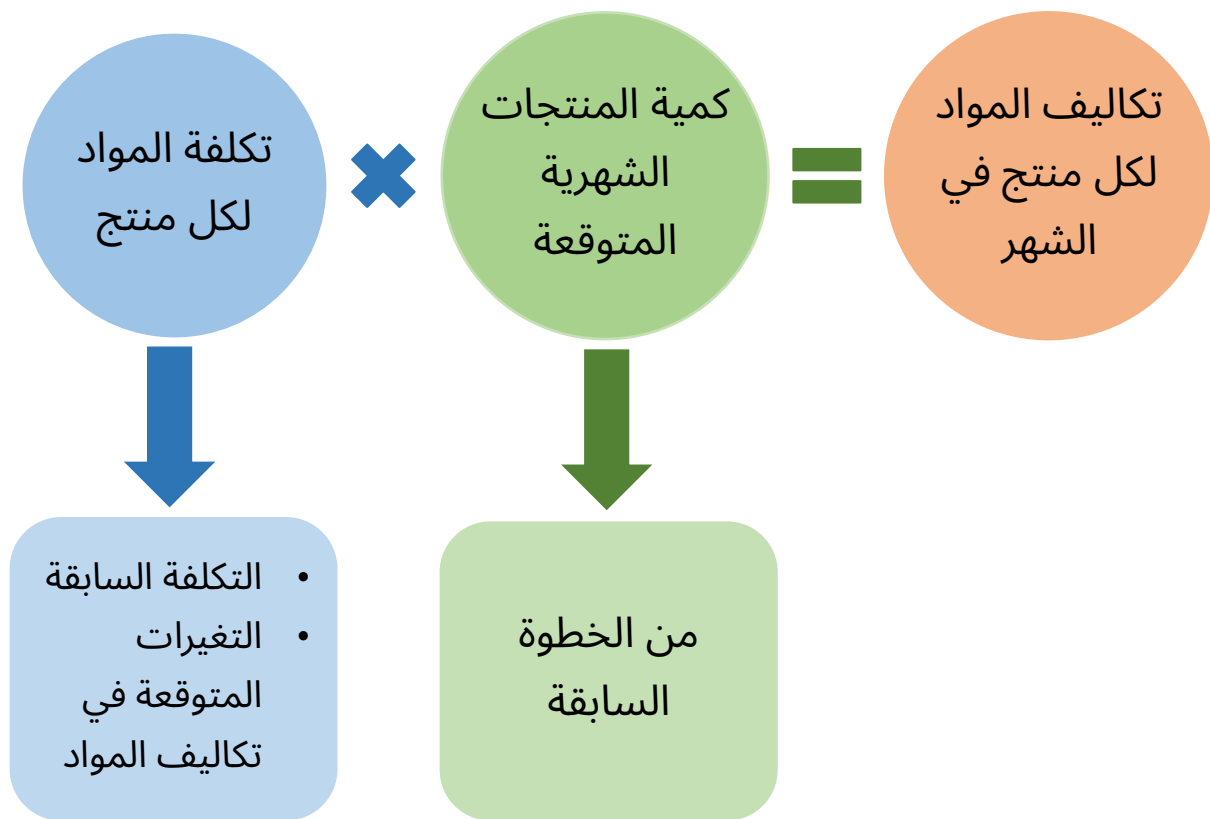 تكلفة المواد
لكل منتج
كمية المنتجات
الشهرية
المتوقعة
تكاليف المواد
لكل منتج في
الشهر
• التكلفة السابقة
• التغيرات
المتوقعة في
تكاليف المواد
من الخطوة
السابقة